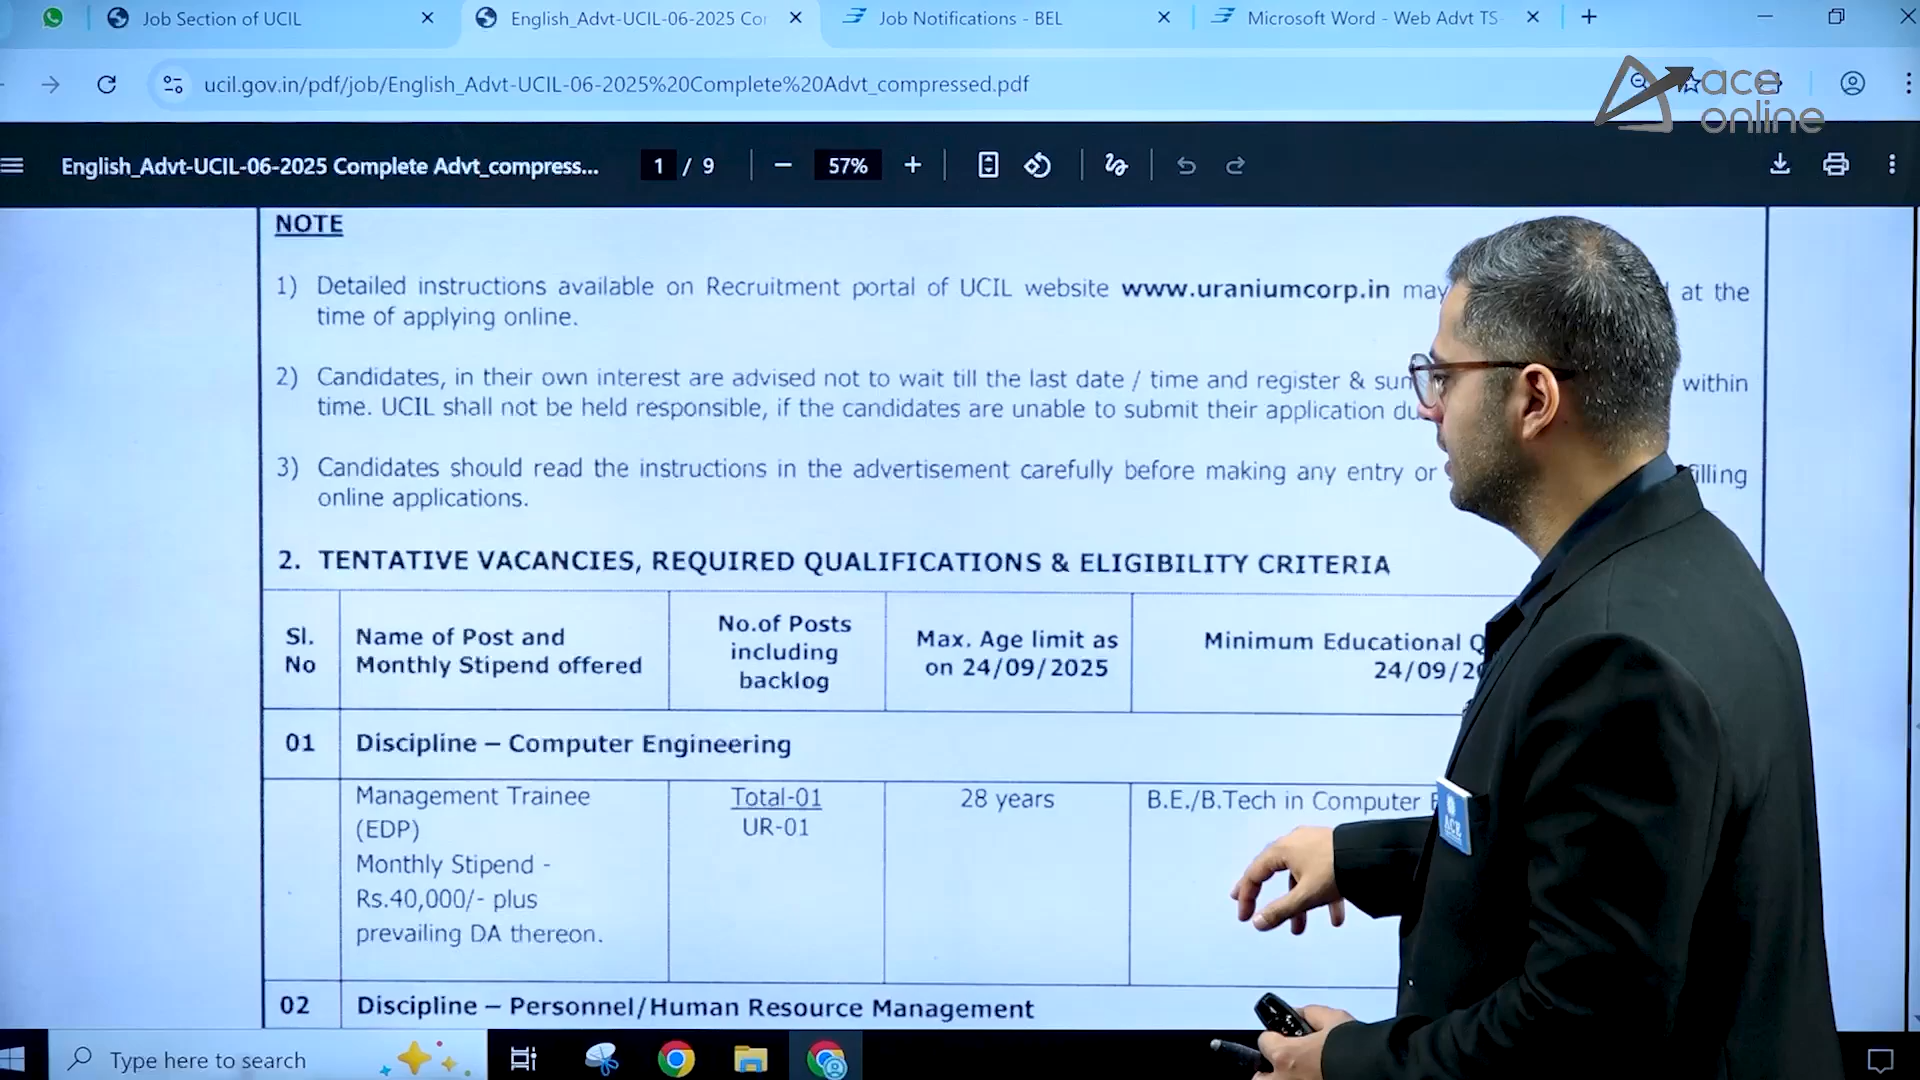 Job Section of UCIL
English_Advt-UCIL-06-2025 Co
Job Notifications - BEL
Microsoft Word - Web Advt TS-
ucil.gov.in/pdf/job/English_Advt-UCIL-06-2025%20Complete%20Advt_compressed.pdf
ace
online
English_Advt-UCIL-06-2025 Complete Advt_compress...
1 / 9
57%
NOTE
1) Detailed instructions available on Recruitment portal of UCIL website www.uraniumcorp.in may at the
time of applying online.
2) Candidates, in their own interest are advised not to wait till the last date / time and register & within
time. UCIL shall not be held responsible, if the candidates are unable to submit their application
3) Candidates should read the instructions in the advertisement carefully before making any entry or filling
online applications.
2. TENTATIVE VACANCIES, REQUIRED QUALIFICATIONS & ELIGIBILITY CRITERIA
Sl.
No
Name of Post and
Monthly Stipend offered
No.of Posts
including
backlog
Max. Age limit as
on 24/09/2025
Minimum Educational
24/09/20
01
Discipline – Computer Engineering
Management Trainee
(EDP)
Monthly Stipend -
Rs.40,000/- plus
prevailing DA thereon.
Total-01
UR-01
28 years
B.E./B.Tech in Computer
ACE
02
Discipline – Personnel/Human Resource Management
Type here to search